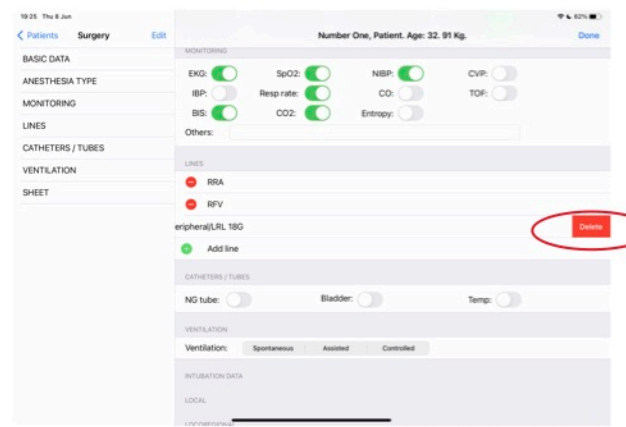 19:25 Thu 8 Jun 82%
Patients Surgery Edit Number One, Patient. Age: 32. 91 Kg. Done
BASIC DATA
ANESTHESIA TYPE
MONITORING
LINES
CATHETERS / TUBES
VENTILATION
SHEET
MONITORING
EKG: SpO2: NIBP: CVP:
IBP: Resp rate: CO: TOF:
BIS: CO2: Entropy:
Others:
LINES
RRA
RFV
eripheral/LRL 18G Delete
Add line
CATHETERS / TUBES
NG tube: Bladder: Temp:
VENTILATION
Ventilation: Spontaneous Assisted Controlled
INTUBATION DATA
LOCAL
LOCOREGIONAL